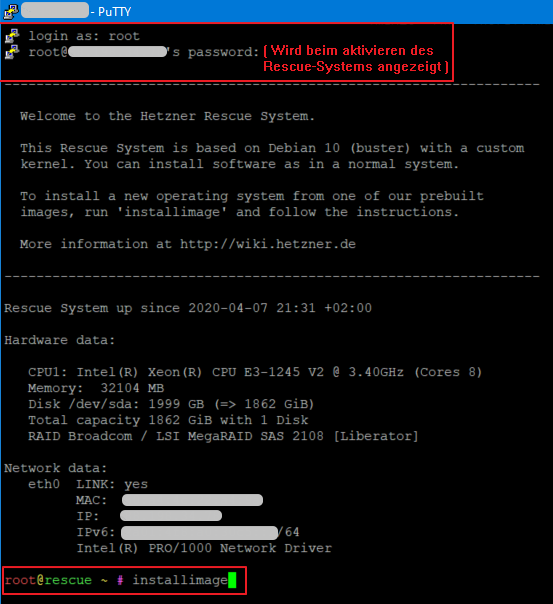 - PuTTY
login as: root
root@ 's password: ( Wird beim aktivieren des
Rescue-Systems angezeigt )
-------------------------------------------------------------------
Welcome to the Hetzner Rescue System.
This Rescue System is based on Debian 10 (buster) with a custom
kernel. You can install software as in a normal system.
To install a new operating system from one of our prebuilt
images, run 'installimage' and follow the instructions.
More information at http://wiki.hetzner.de
-------------------------------------------------------------------
Rescue System up since 2020-04-07 21:31 +02:00
Hardware data:
CPU1: Intel(R) Xeon(R) CPU E3-1245 V2 @ 3.40GHz (Cores 8)
Memory:  32104 MB
Disk /dev/sda: 1999 GB (=> 1862 GiB)
Total capacity 1862 GiB with 1 Disk
RAID Broadcom / LSI MegaRAID SAS 2108 [Liberator]
Network data:
eth0  LINK: yes
MAC:
IP:
IPv6: /64
Intel(R) PRO/1000 Network Driver
root@rescue ~ # installimage